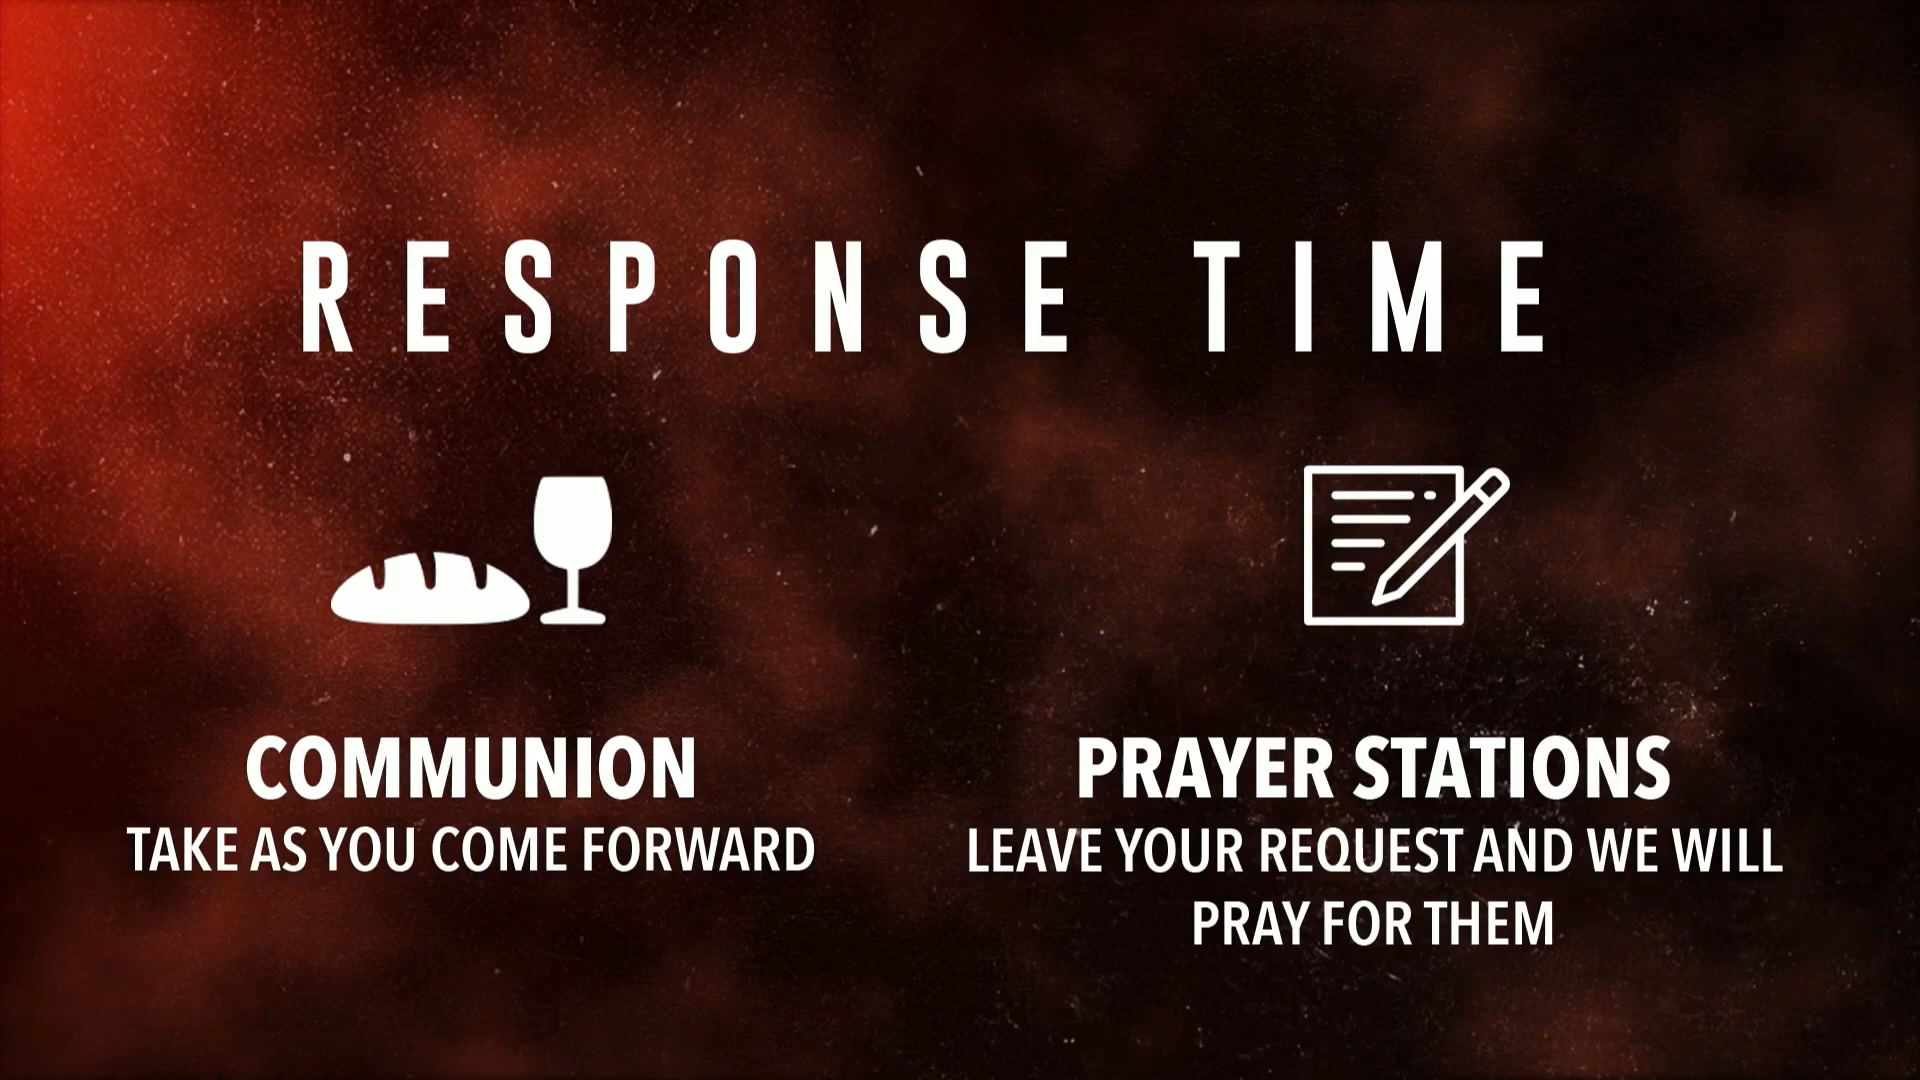 RESPONSE TIME
COMMUNION
TAKE AS YOU COME FORWARD
PRAYER STATIONS
LEAVE YOUR REQUEST AND WE WILL
PRAY FOR THEM